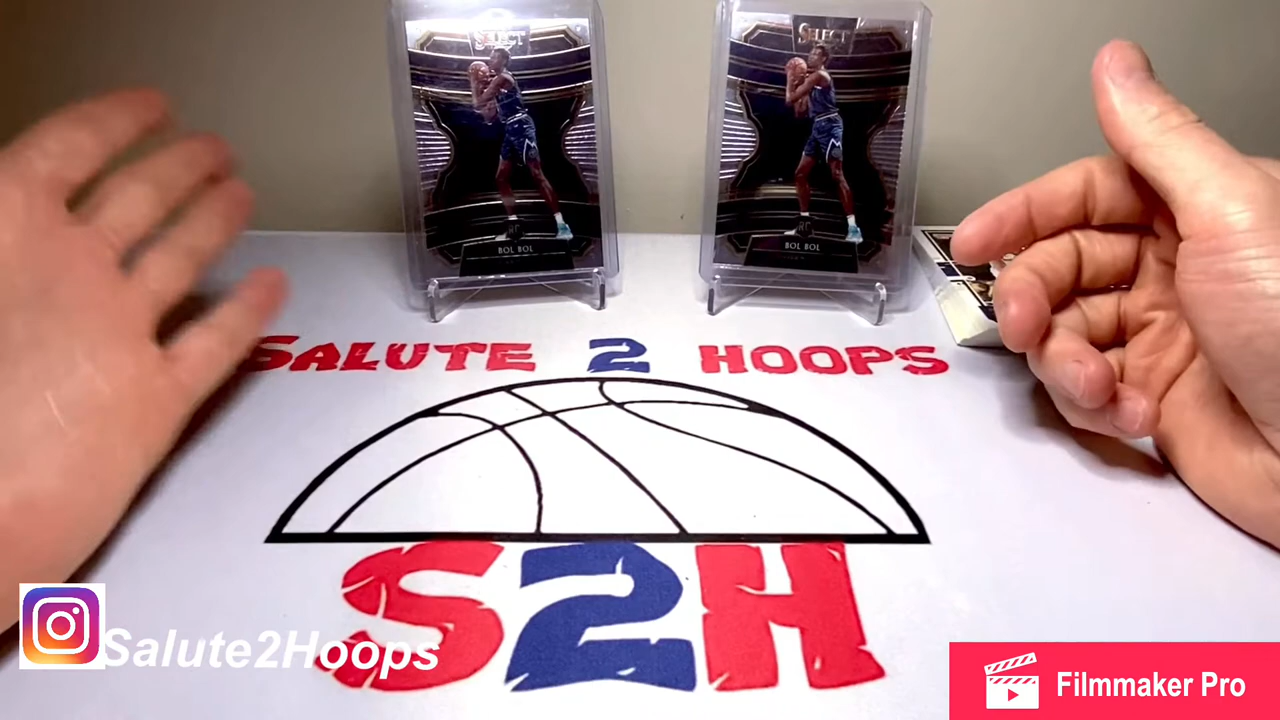 SELECT
SELECT
BOL BOL
BOL BOL
SALUTE 2 HOOPS
S2H
Salute2Hoops
Filmmaker Pro